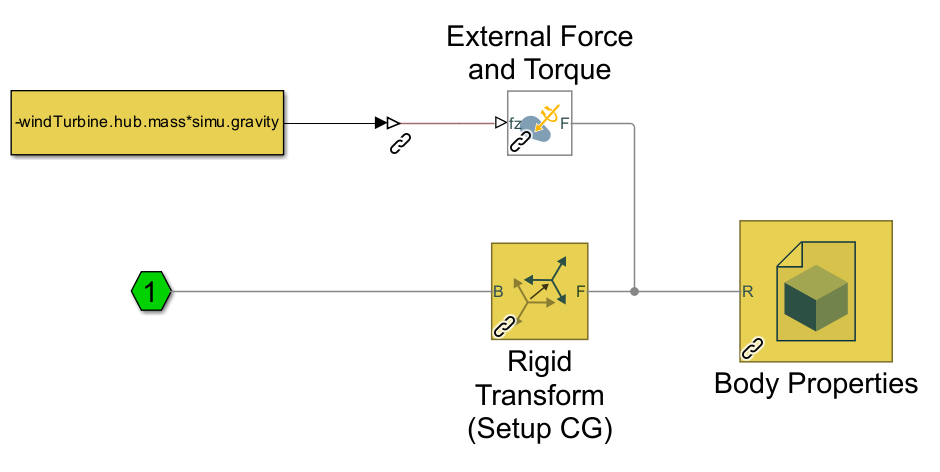 External Force
and Torque
-windTurbine.hub.mass*simu.gravity
fz
F
1
B
F
R
Rigid
Transform
(Setup CG)
Body Properties